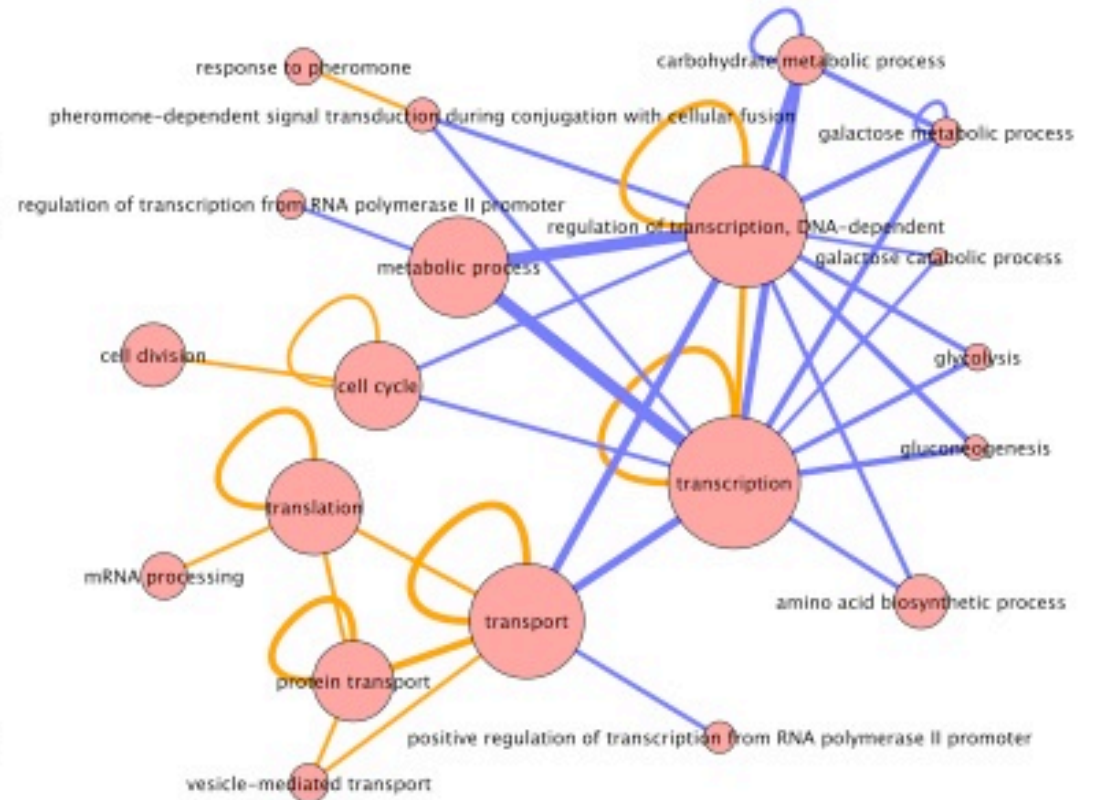 carbohydrate metabolic process
response to pheromone
pheromone-dependent signal transduction during conjugation with cellular fusion
galactose metabolic process
regulation of transcription from RNA polymerase II promoter
regulation of transcription, DNA-dependent
galactose catabolic process
metabolic process
cell division
glycolysis
cell cycle
gluconeogenesis
transcription
translation
mRNA processing
amino acid biosynthetic process
transport
protein transport
positive regulation of transcription from RNA polymerase II promoter
vesicle-mediated transport